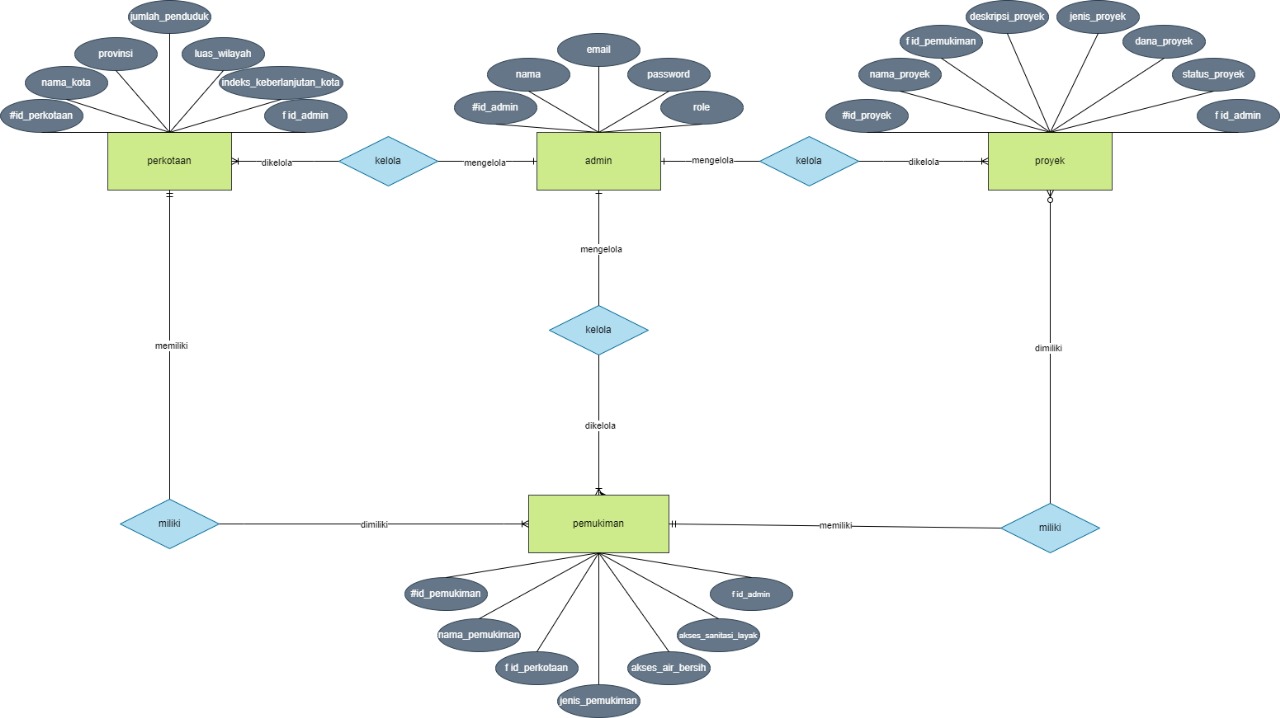 jumlah_penduduk
provinsi
luas_wilayah
nama_kota
indeks_keberlanjutan_kota
#id_perkotaan
f id_admin
perkotaan
email
nama
password
#id_admin
role
admin
deskripsi_proyek
jenis_proyek
f id_pemukiman
dana_proyek
nama_proyek
status_proyek
#id_proyek
f id_admin
proyek
dikelola
kelola
mengelola
mengelola
kelola
dikelola
mengelola
kelola
dikelola
memiliki
miliki
dimiliki
pemukiman
memiliki
miliki
dimiliki
#id_pemukiman
nama_pemukiman
f id_perkotaan
jenis_pemukiman
akses_air_bersih
akses_sanitasi_layak
f id_admin